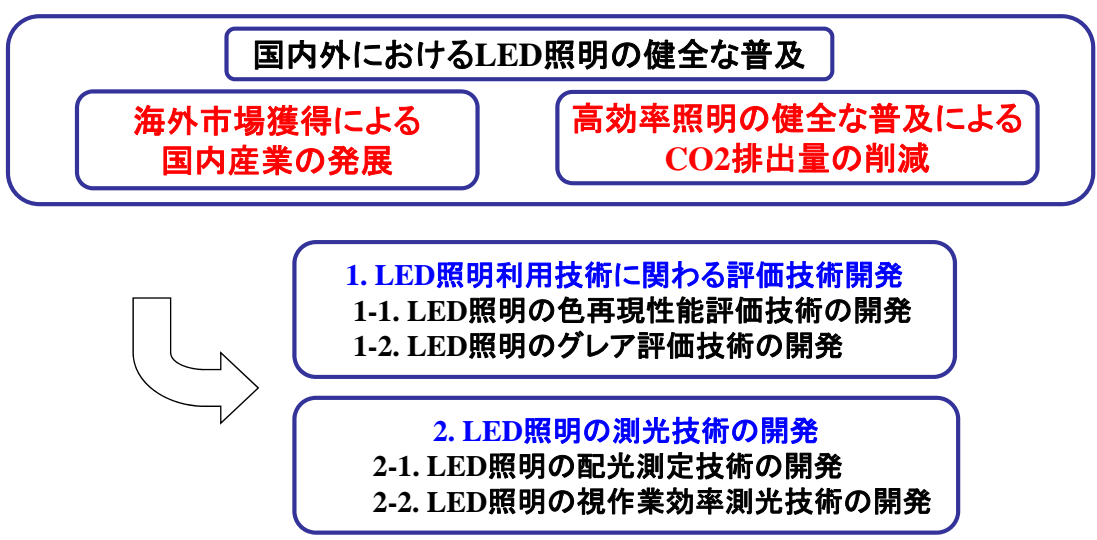 国内外におけるLED照明の健全な普及
海外市場獲得による
国内産業の発展
高効率照明の健全な普及による
CO2排出量の削減
1. LED照明利用技術に関わる評価技術開発
1-1. LED照明の色再現性能評価技術の開発
1-2. LED照明のグレア評価技術の開発
2. LED照明の測光技術の開発
2-1. LED照明の配光測定技術の開発
2-2. LED照明の視作業効率測光技術の開発